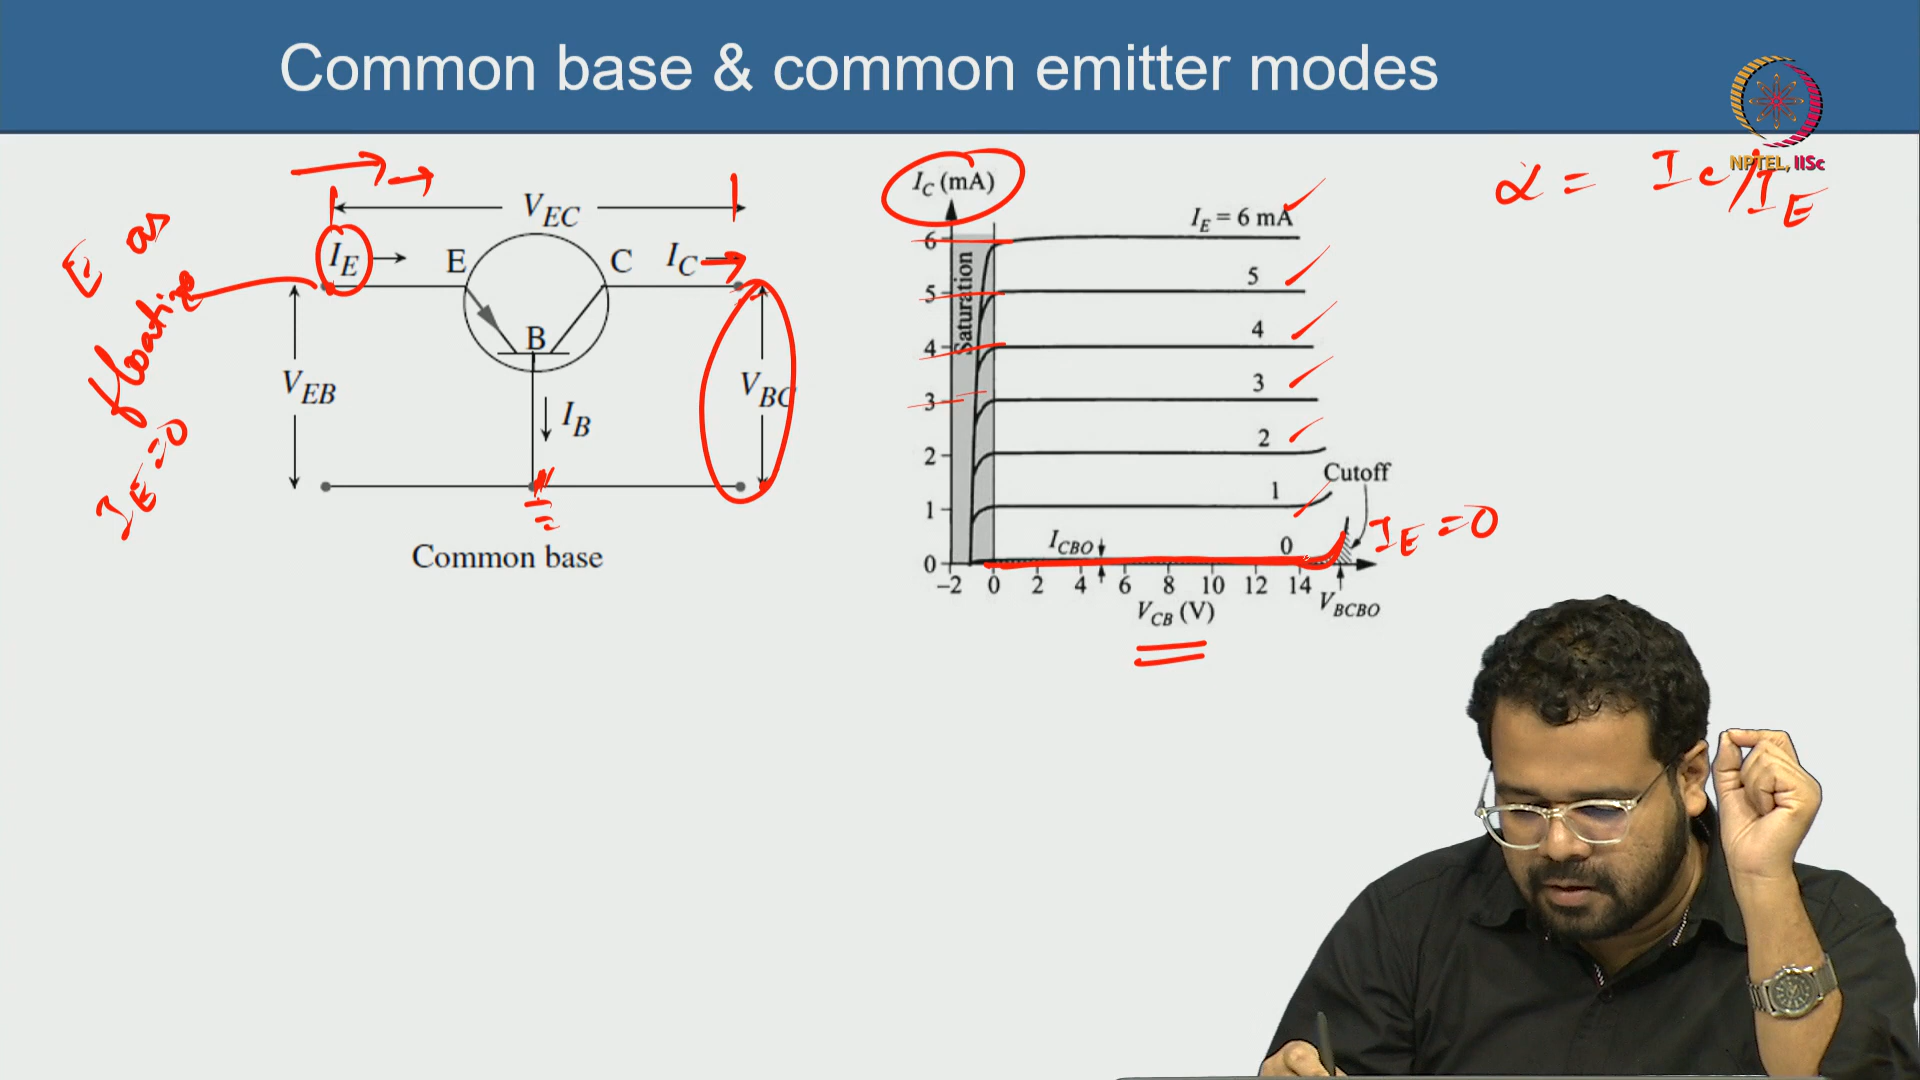 Common base & common emitter modes
NPTEL, IISc
α = IC/IE
E as
floating
IE=0
VEC
IE
E
C
IC
B
VEB
VBC
IB
Common base
IC (mA)
6
5
4
3
2
1
0
Saturation
IE = 6 mA
5
4
3
2
1
0
Cutoff
ICBO
IE = 0
−2 0 2 4 6 8 10 12 14
VBCBO
VCB (V)